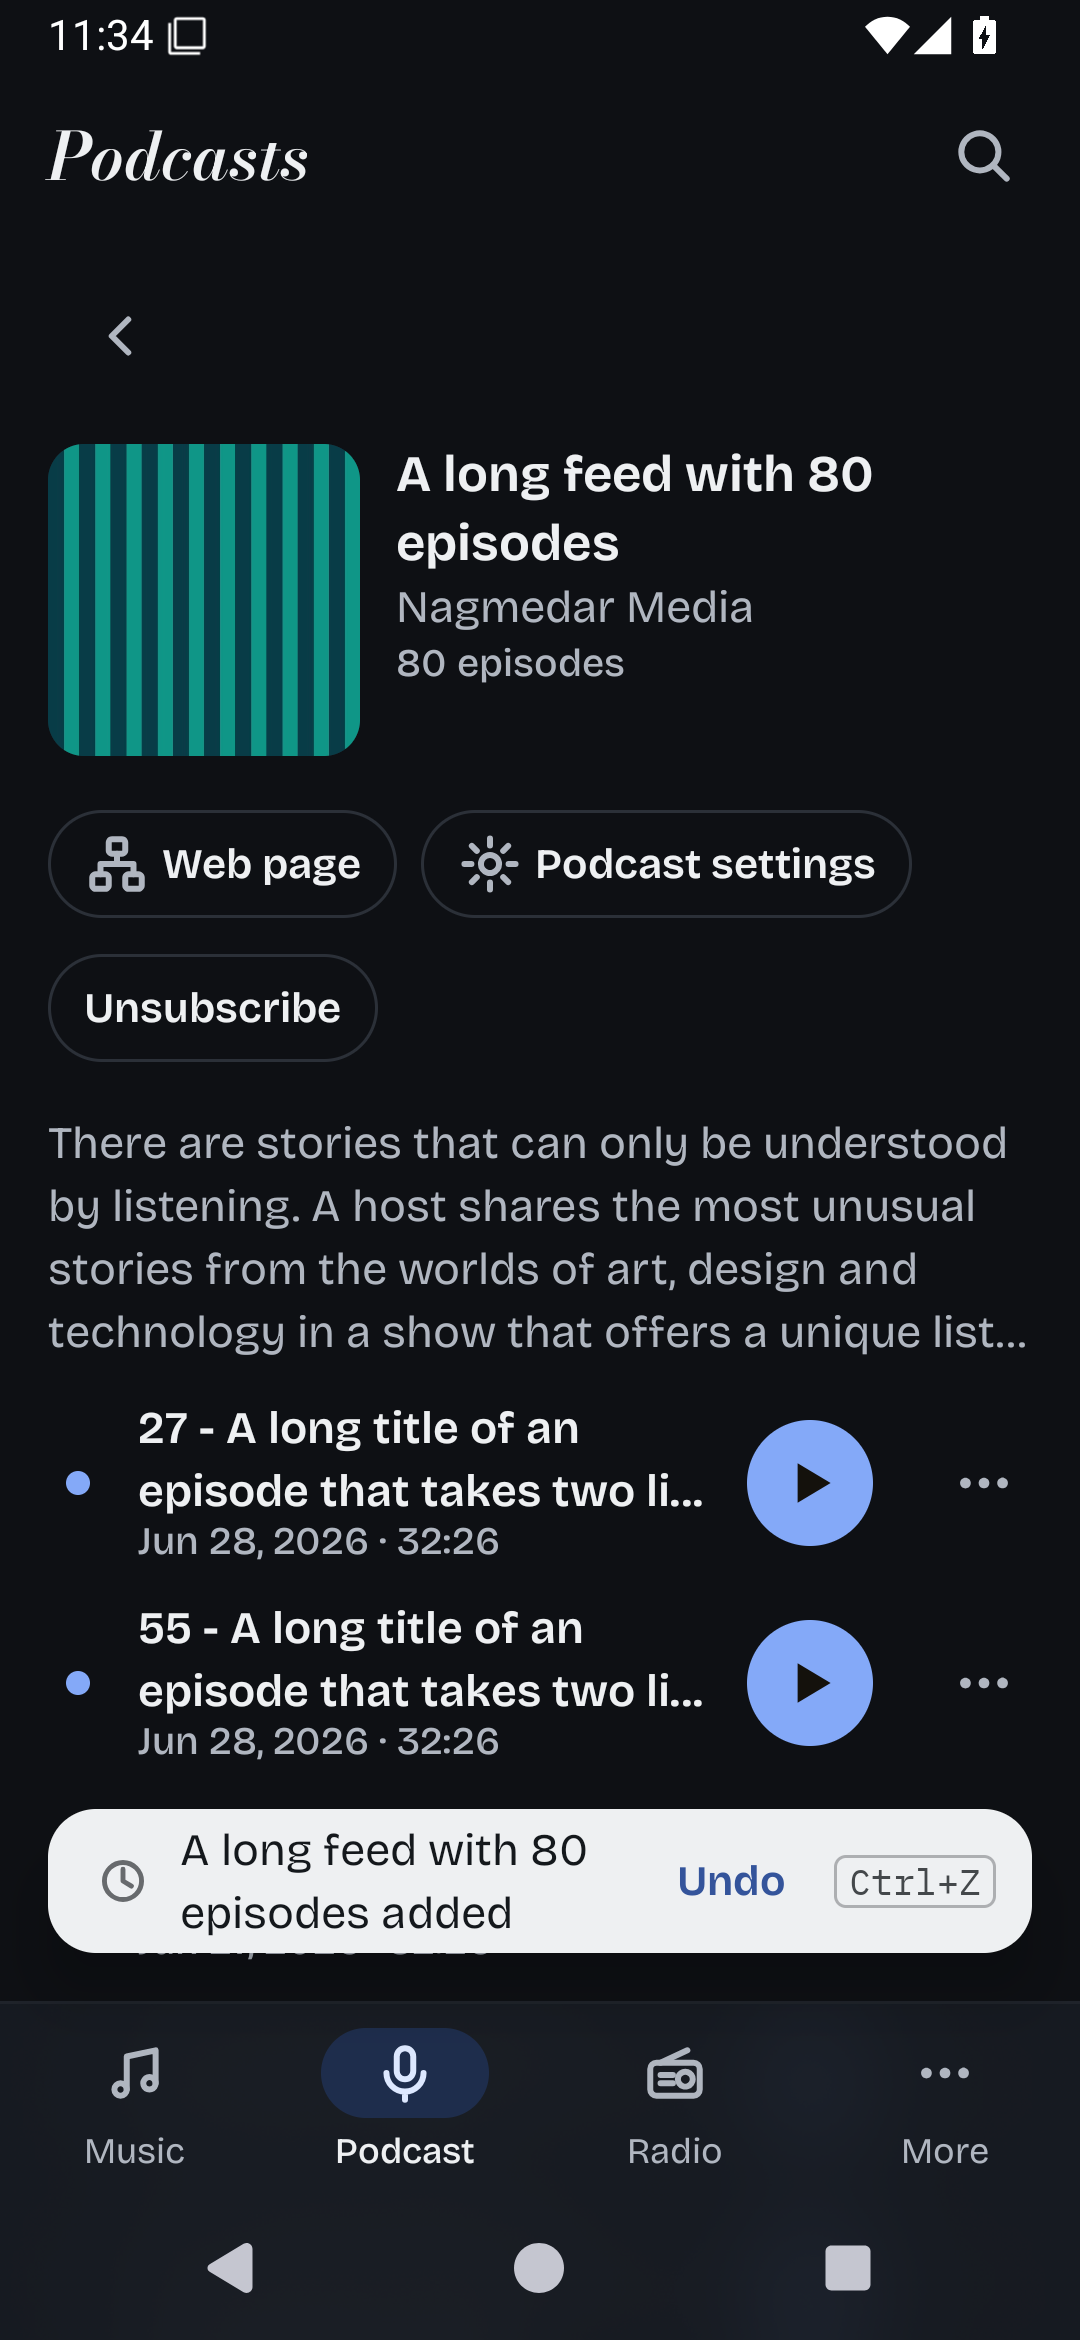 11:34
Podcasts
A long feed with 80
episodes
Nagmedar Media
80 episodes
Web page
Podcast settings
Unsubscribe
There are stories that can only be understood
by listening. A host shares the most unusual
stories from the worlds of art, design and
technology in a show that offers a unique list…
27 - A long title of an
episode that takes two li…
Jun 28, 2026 · 32:26
55 - A long title of an
episode that takes two li…
Jun 28, 2026 · 32:26
A long feed with 80
episodes added
Undo
Ctrl+Z
Music
Podcast
Radio
More